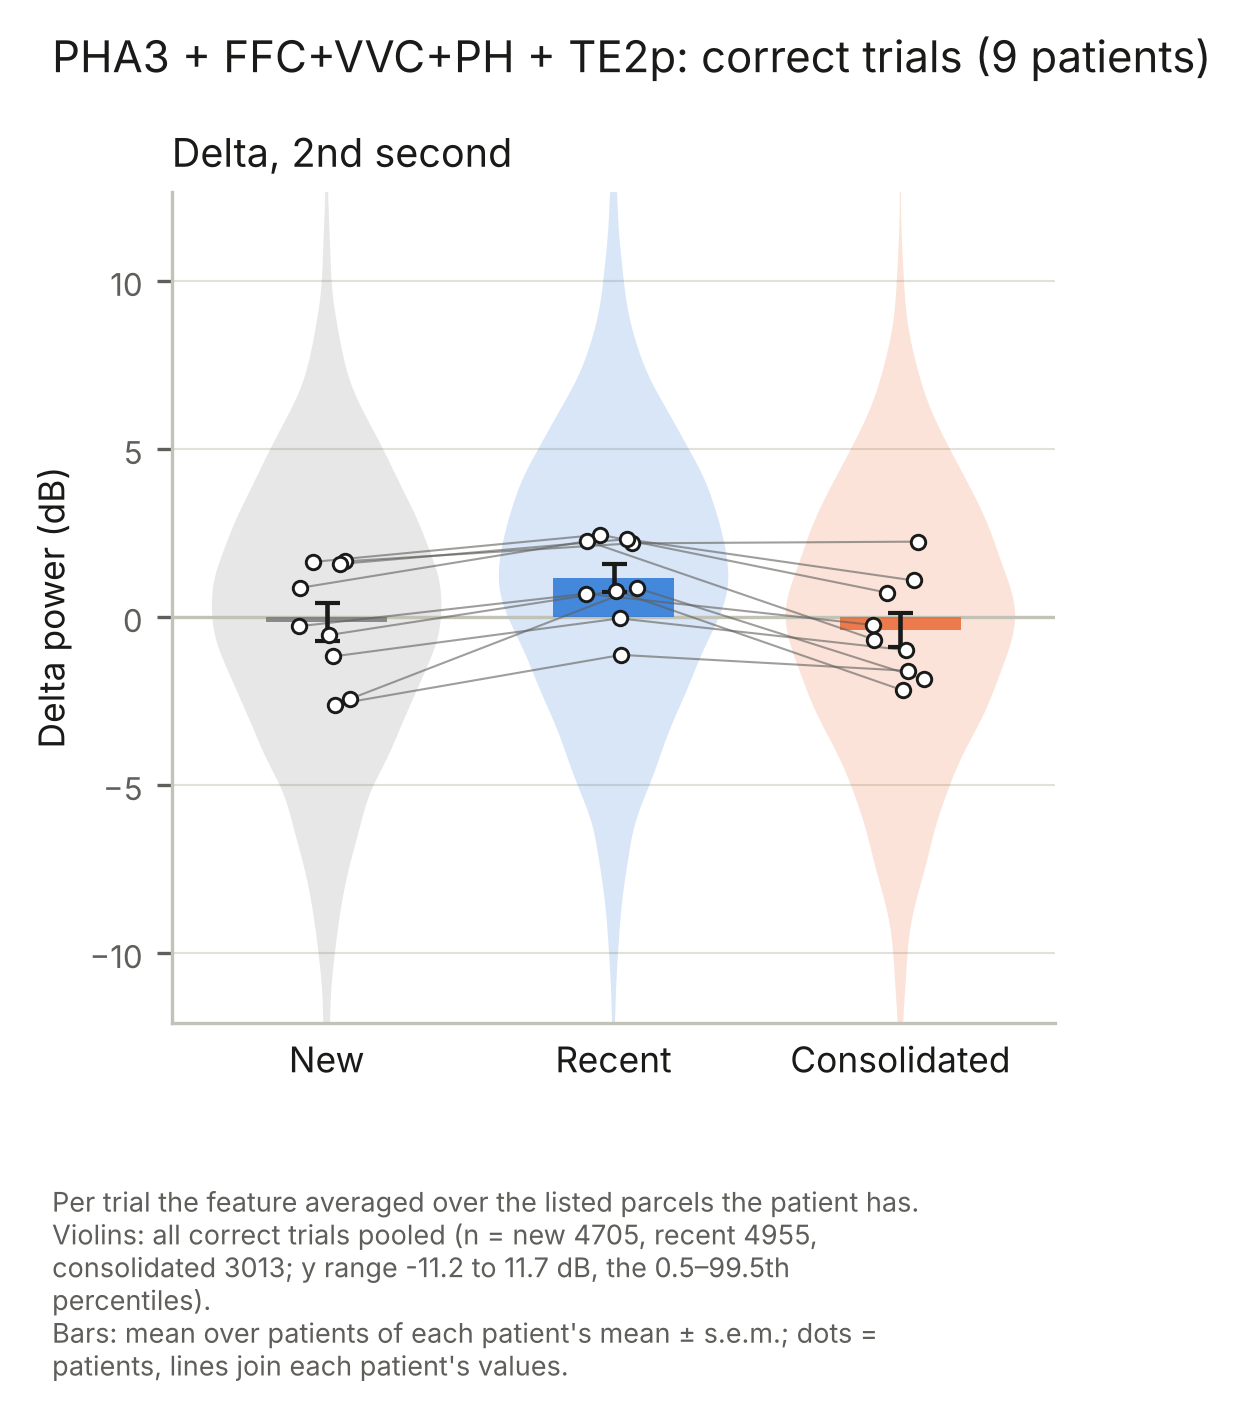 PHA3 + FFC+VVC+PH + TE2p: correct trials (9 patients)
Delta, 2nd second
Delta power (dB)
10
5
0
−5
−10
New
Recent
Consolidated
Per trial the feature averaged over the listed parcels the patient has.
Violins: all correct trials pooled (n = new 4705, recent 4955,
consolidated 3013; y range -11.2 to 11.7 dB, the 0.5–99.5th
percentiles).
Bars: mean over patients of each patient's mean ± s.e.m.; dots =
patients, lines join each patient's values.